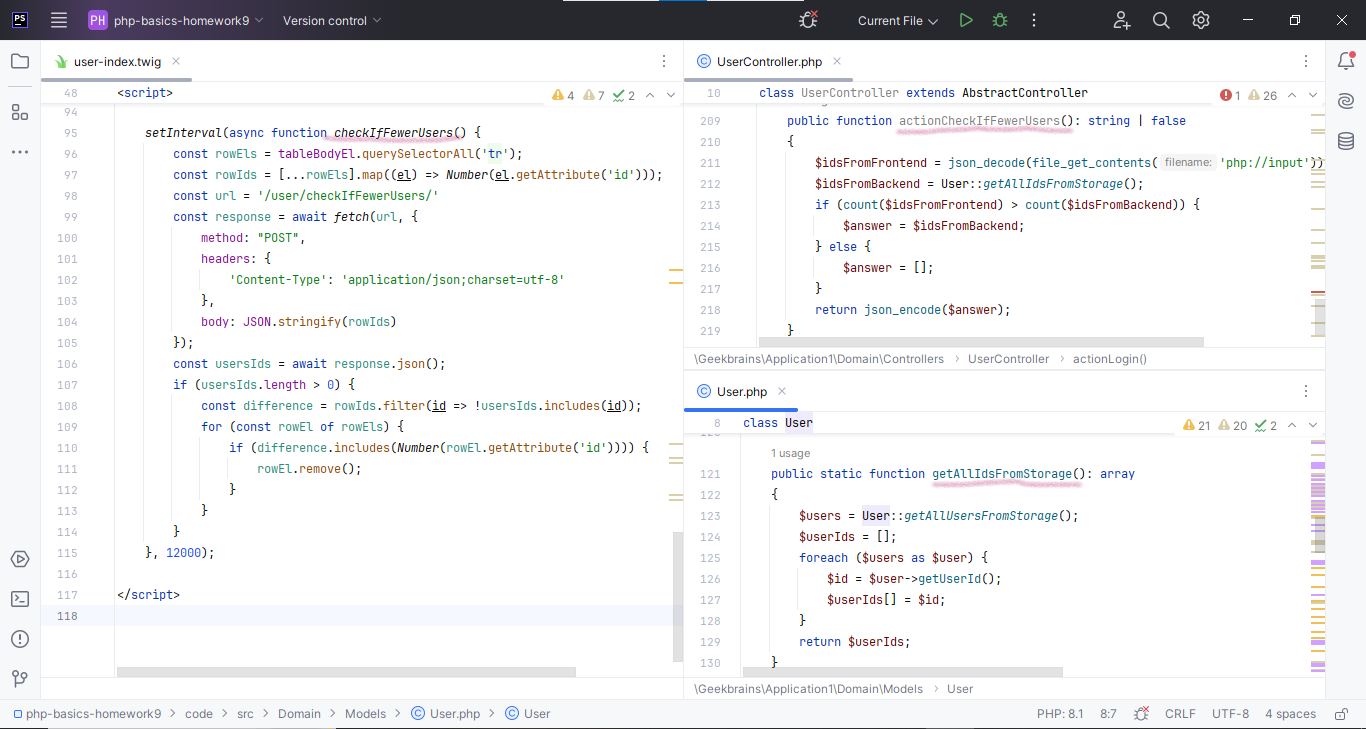 PS
PH php-basics-homework9 Version control Current File
user-index.twig
48 <script> 4 7 2
94
95 setInterval(async function checkIfFewerUsers() {
96 const rowEls = tableBodyEl.querySelectorAll('tr');
97 const rowIds = [...rowEls].map((el) => Number(el.getAttribute('id')));
98 const url = '/user/checkIfFewerUsers/'
99 const response = await fetch(url, {
100 method: "POST",
101 headers: {
102 'Content-Type': 'application/json;charset=utf-8'
103 },
104 body: JSON.stringify(rowIds)
105 });
106 const usersIds = await response.json();
107 if (usersIds.length > 0) {
108 const difference = rowIds.filter(id => !usersIds.includes(id));
109 for (const rowEl of rowEls) {
110 if (difference.includes(Number(rowEl.getAttribute('id')))) {
111 rowEl.remove();
112 }
113 }
114 }
115 }, 12000);
116
117 </script>
118
UserController.php
10 class UserController extends AbstractController 1 26
209 public function actionCheckIfFewerUsers(): string | false
210 {
211 $idsFromFrontend = json_decode(file_get_contents( filename: 'php://input'))
212 $idsFromBackend = User::getAllIdsFromStorage();
213 if (count($idsFromFrontend) > count($idsFromBackend)) {
214 $answer = $idsFromBackend;
215 } else {
216 $answer = [];
217 }
218 return json_encode($answer);
219 }
\Geekbrains\Application1\Domain\Controllers > UserController > actionLogin()
User.php
8 class User 21 20 2
1 usage
121 public static function getAllIdsFromStorage(): array
122 {
123 $users = User::getAllUsersFromStorage();
124 $userIds = [];
125 foreach ($users as $user) {
126 $id = $user->getUserId();
127 $userIds[] = $id;
128 }
129 return $userIds;
130 }
\Geekbrains\Application1\Domain\Models > User
php-basics-homework9 > code > src > Domain > Models > User.php > User PHP: 8.1 8:7 CRLF UTF-8 4 spaces